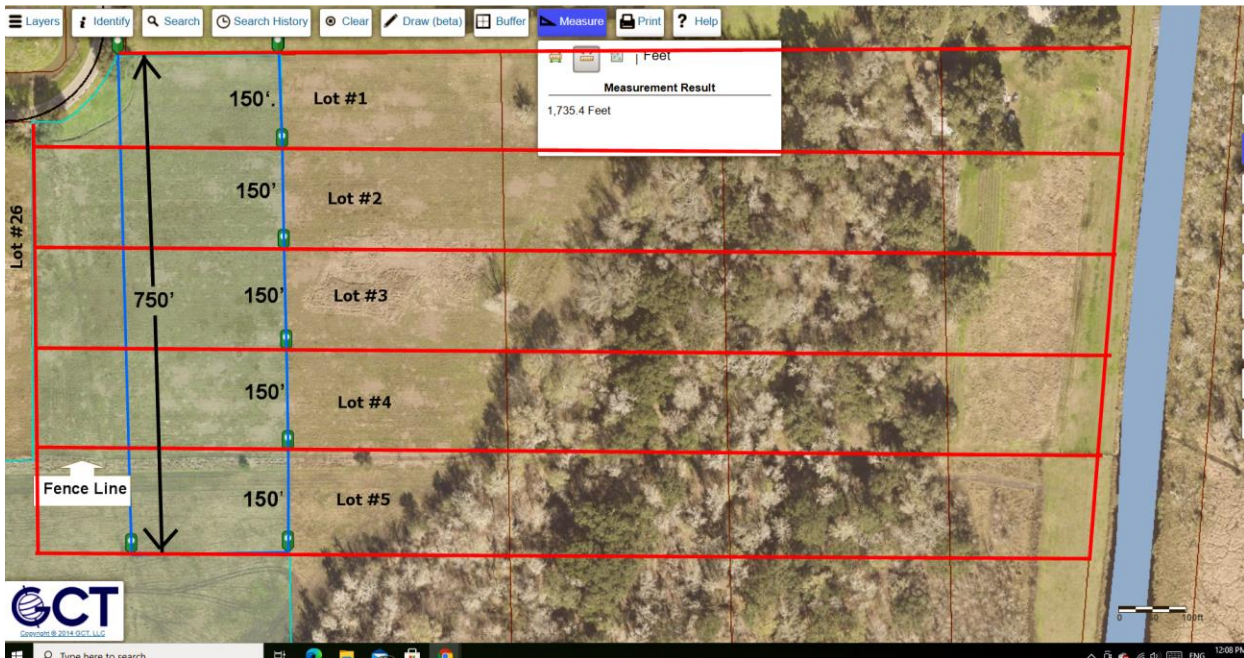 Layers
Identify
Search
Search History
Clear
Draw (beta)
Buffer
Measure
Print
Help
Feet
Measurement Result
1,735.4 Feet
150'.
Lot #1
150'
Lot #2
Lot #26
750'
150'
Lot #3
150'
Lot #4
Fence Line
150'
Lot #5
GCT
Copyright © 2014 GCT, LLC
0
100ft
Type here to search
ENG
12:08 PM